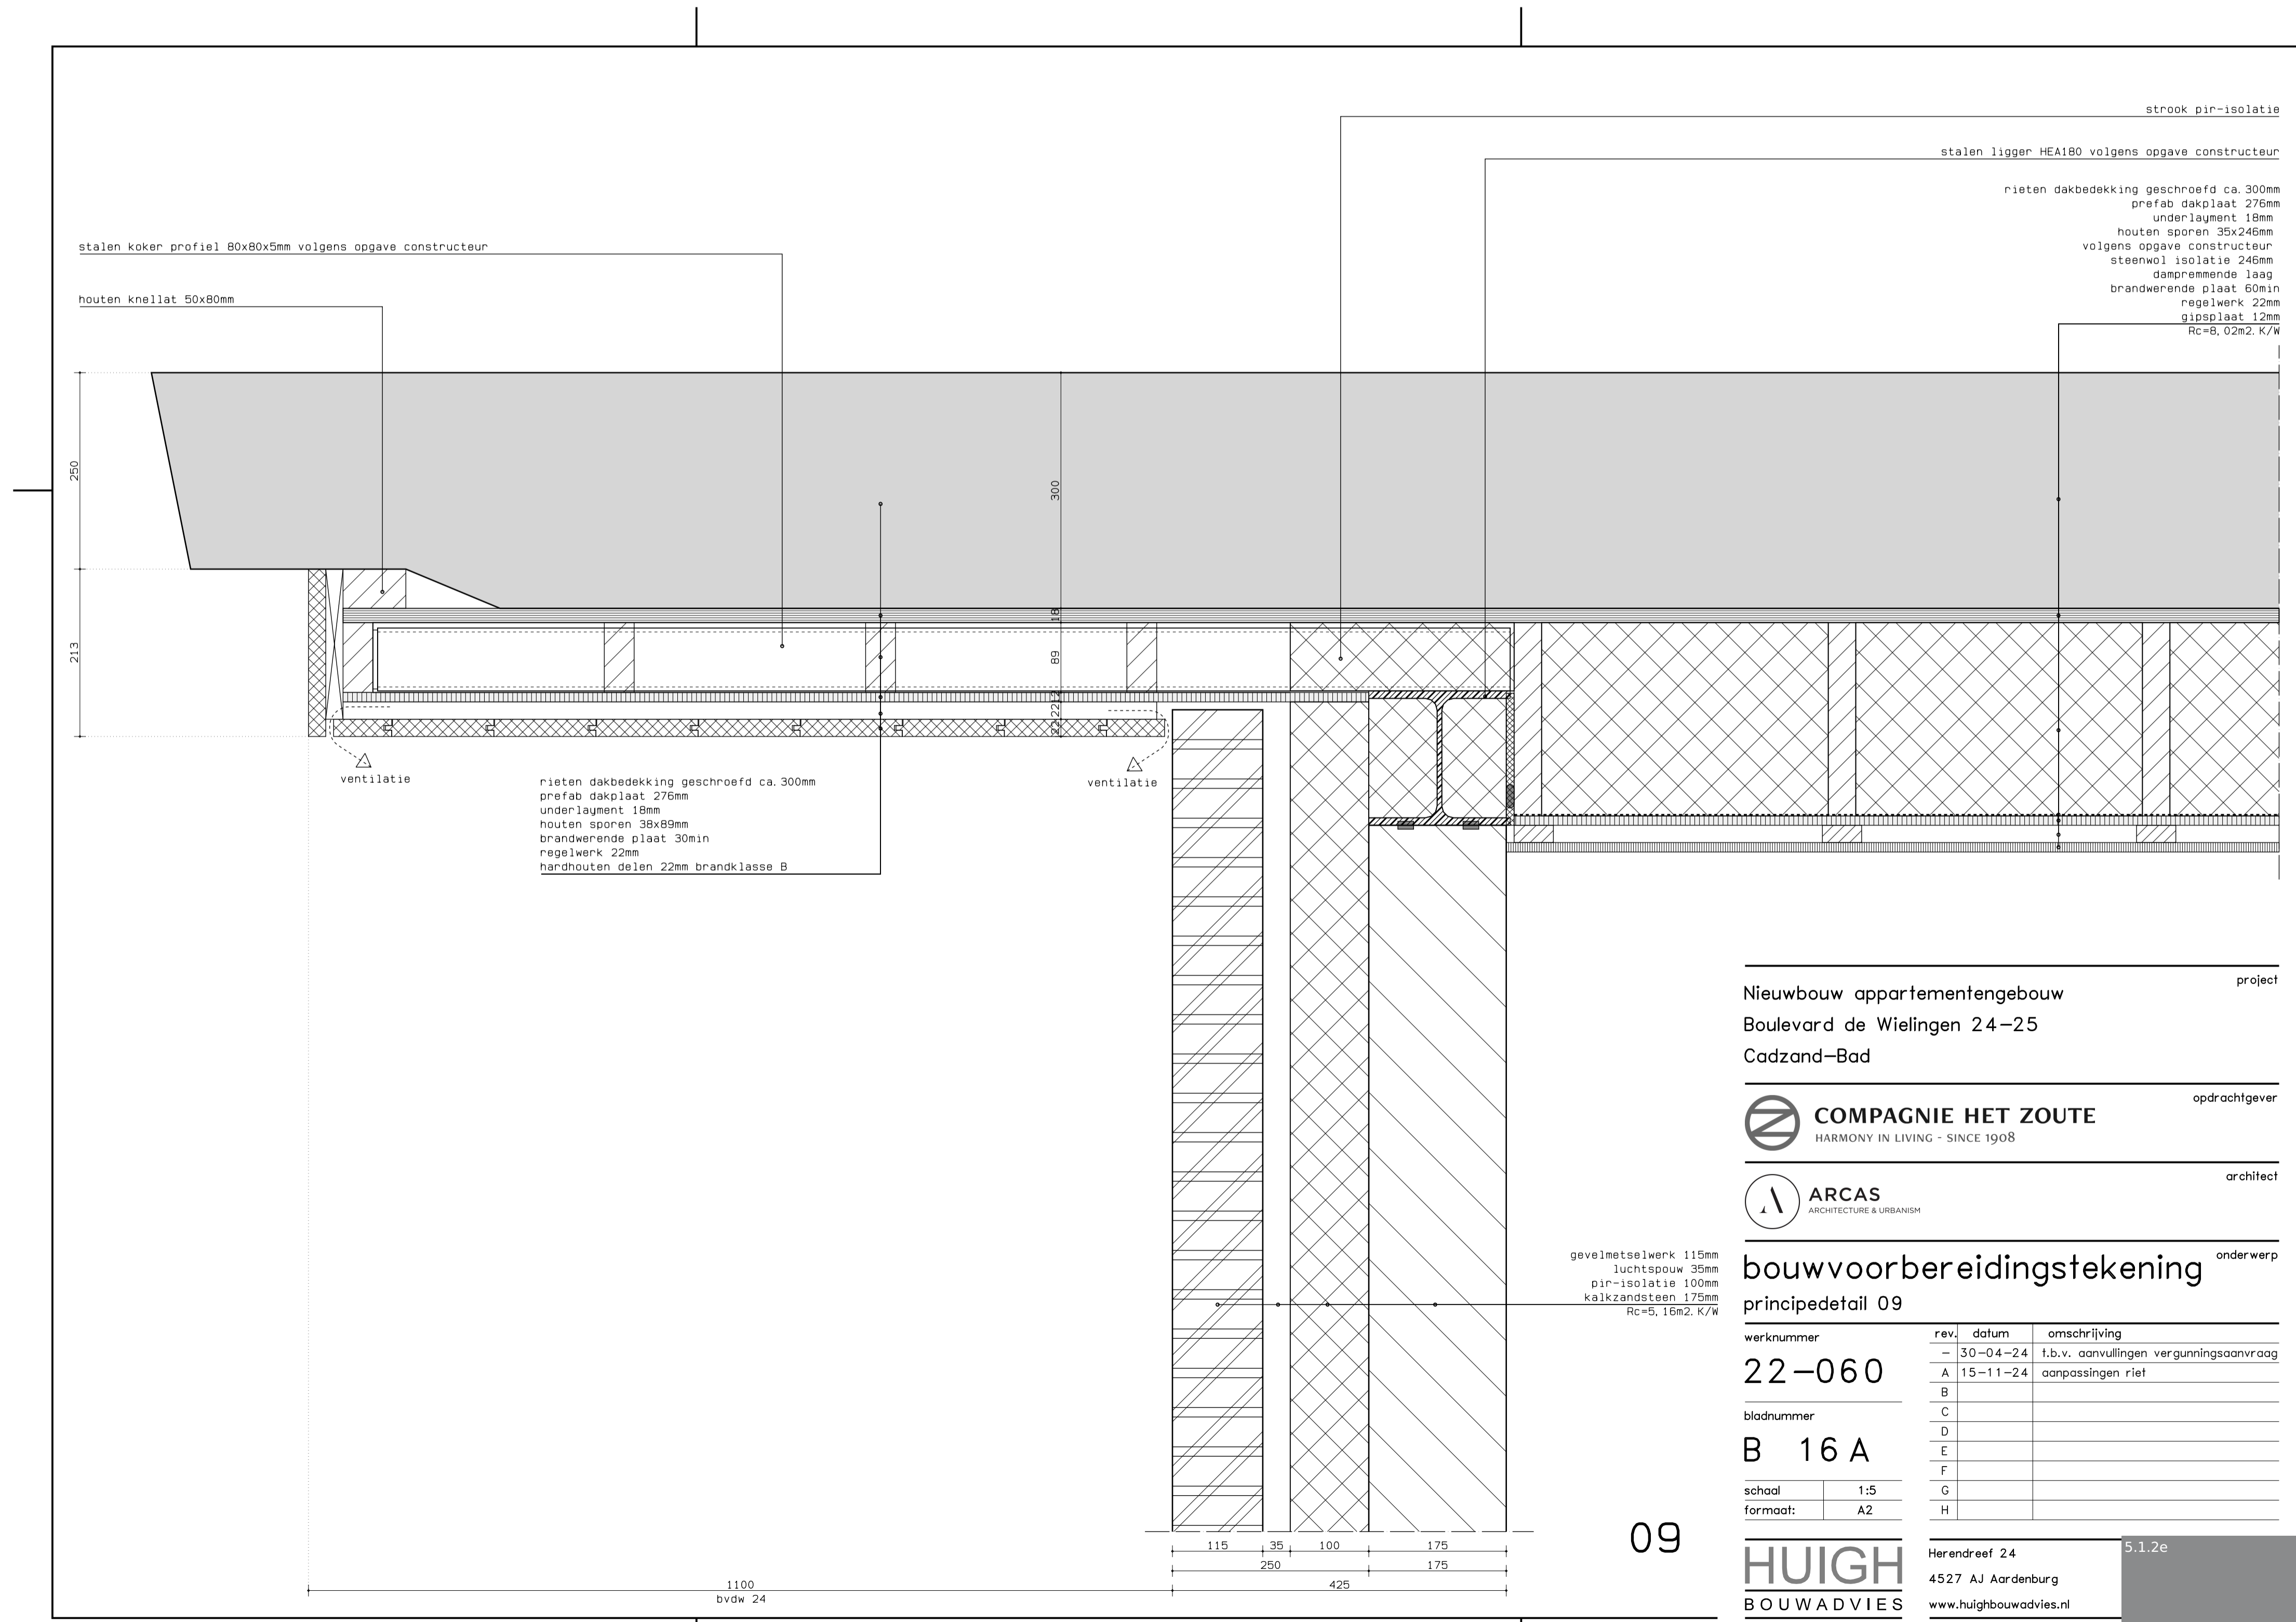 strook pir-isolatie
stalen ligger HEA180 volgens opgave constructeur
rieten dakbedekking geschroefd ca. 300mm
prefab dakplaat 276mm
underlayment 18mm
houten sporen 35x246mm
volgens opgave constructeur
steenwol isolatie 246mm
dampremmende laag
brandwerende plaat 60min
regelwerk 22mm
gipsplaat 12mm
Rc=8,02m2.K/W
stalen koker profiel 80x80x5mm volgens opgave constructeur
houten knellat 50x80mm
250
213
300
18
89
12
22
22
ventilatie
ventilatie
rieten dakbedekking geschroefd ca. 300mm
prefab dakplaat 276mm
underlayment 18mm
houten sporen 38x89mm
brandwerende plaat 30min
regelwerk 22mm
hardhouten delen 22mm brandklasse B
gevelmetselwerk 115mm
luchtspouw 35mm
pir-isolatie 100mm
kalkzandsteen 175mm
Rc=5,16m2.K/W
115 35 100 175
250 175
1100 425
bvdw 24
09
project
Nieuwbouw appartementengebouw
Boulevard de Wielingen 24-25
Cadzand-Bad
opdrachtgever
COMPAGNIE HET ZOUTE
HARMONY IN LIVING - SINCE 1908
architect
A ARCAS
ARCHITECTURE & URBANISM
onderwerp
bouwvoorbereidingstekening
principedetail 09
werknummer
22-060
bladnummer
B 16 A
schaal 1:5
formaat: A2
rev. datum omschrijving
- 30-04-24 t.b.v. aanvullingen vergunningsaanvraag
A 15-11-24 aanpassingen riet
B
C
D
E
F
G
H
HUIGH
BOUWADVIES
Herendreef 24
4527 AJ Aardenburg
www.huighbouwadvies.nl
5.1.2e